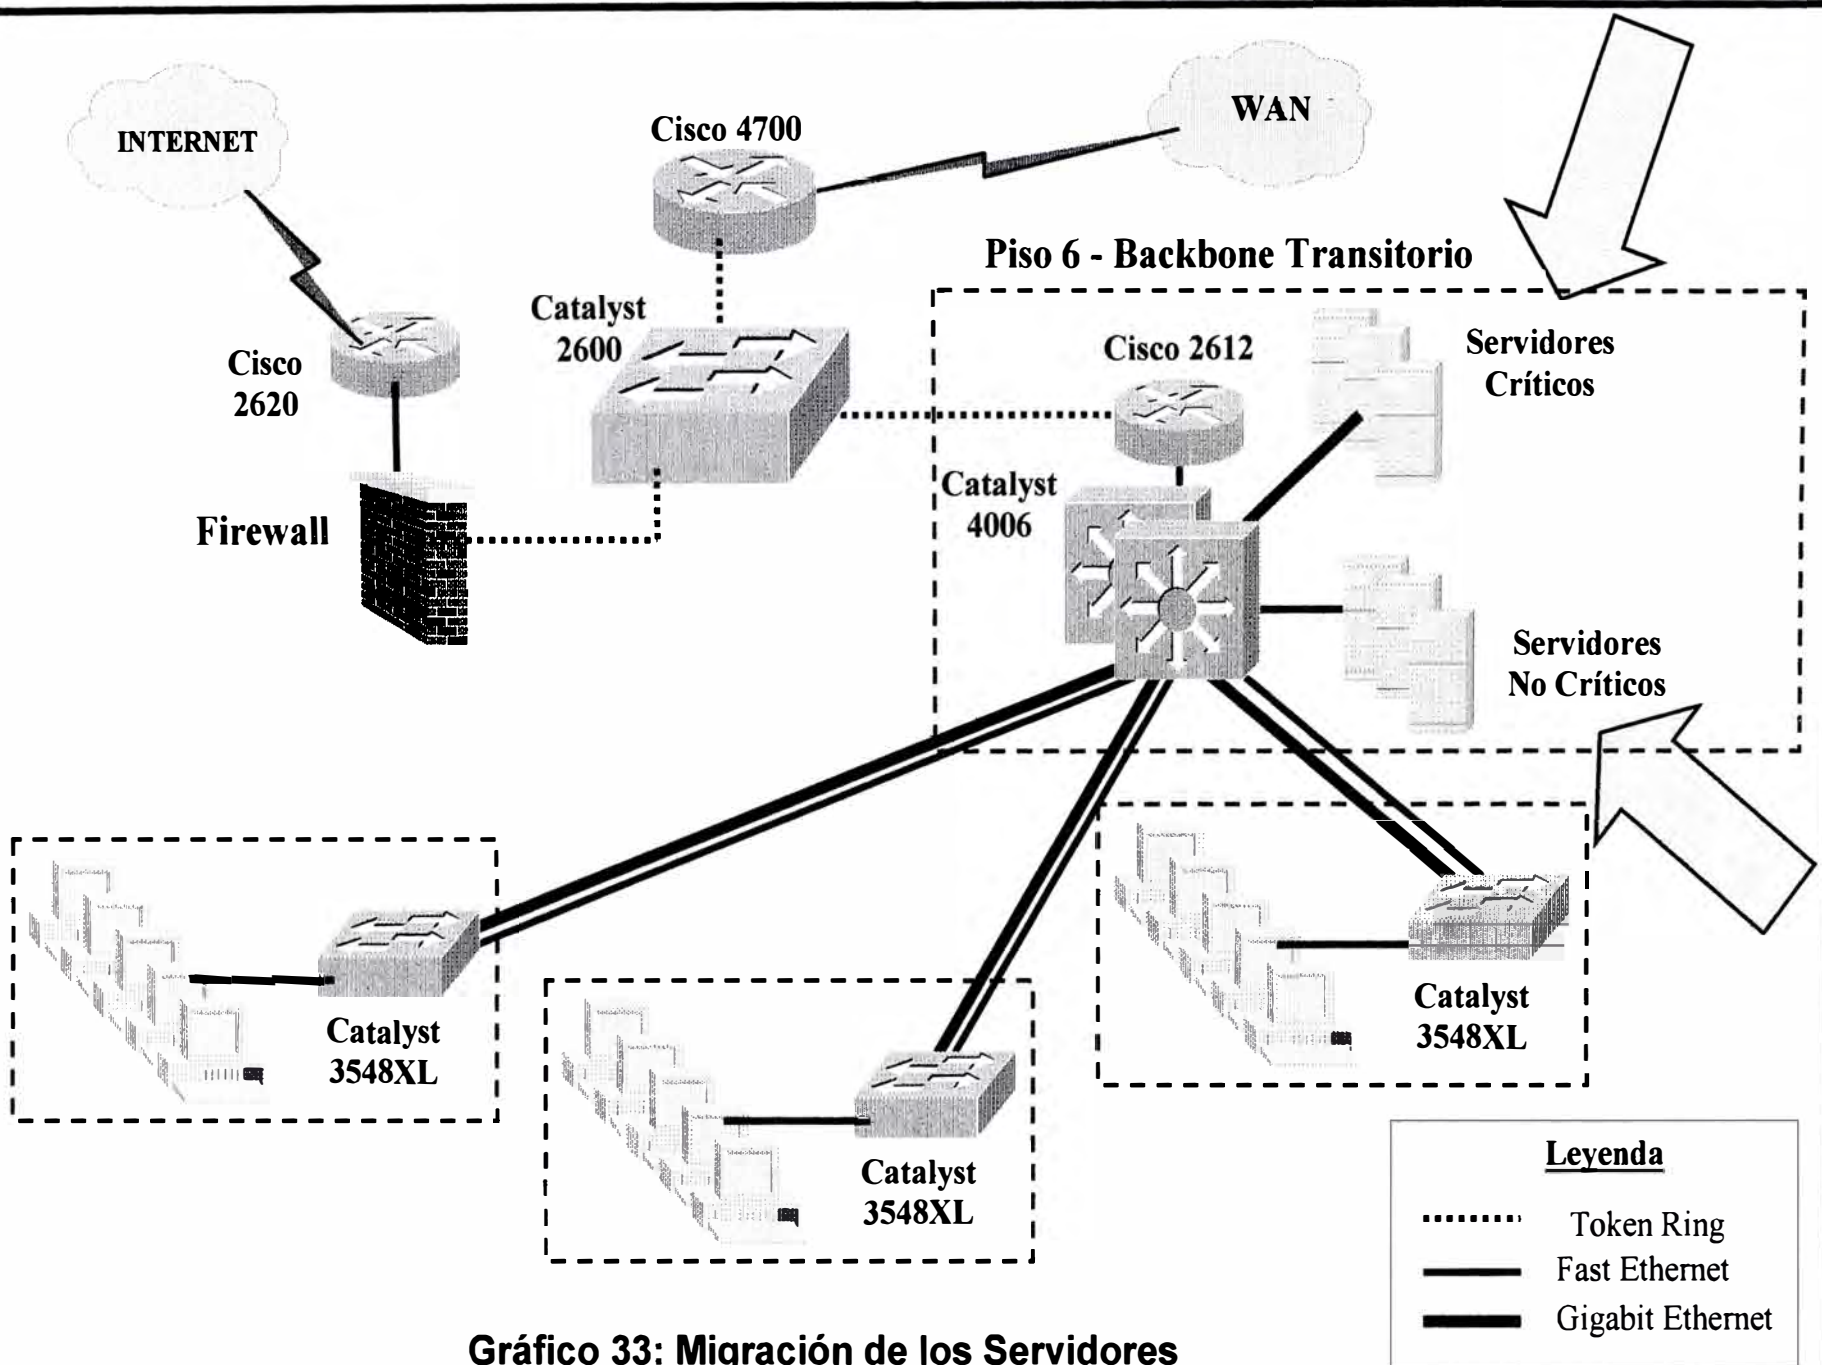 INTERNET
Cisco 4700
WAN
Piso 6 - Backbone Transitorio
Catalyst
2600
Cisco
2620
Cisco 2612
Servidores
Críticos
Catalyst
4006
Firewall
Servidores
No Críticos
Catalyst
3548XL
Catalyst
3548XL
Catalyst
3548XL
Leyenda
Token Ring
Fast Ethernet
Gigabit Ethernet
Gráfico 33: Migración de los Servidores